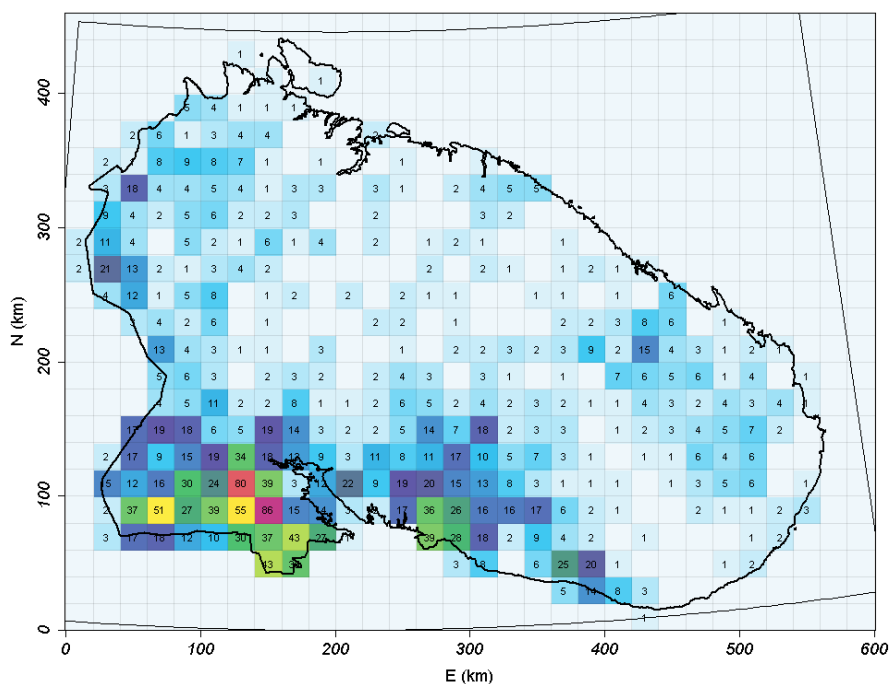 1
1
400
5 4 1 1
2 6 1 3 4 4 2
2 8 9 8 7 1 1 1
3 18 4 4 5 4 1 3 3 3 1 2 4 5 5
9 4 2 5 6 2 2 3 2 3 2
300
2 11 4 5 2 1 6 1 4 2 1 2 1 1
2 21 13 2 1 3 4 2 2 2 1 1 2 1
4 12 1 5 8 1 2 2 2 1 1 1 1 1 6
N (km)
3 4 2 6 1 2 2 1 2 2 3 8 6 1
13 4 3 1 1 3 1 2 2 3 2 3 9 2 15 4 3 1 2 1
200
5 6 3 2 3 2 2 4 3 3 1 1 1 7 6 5 6 1 1
4 5 11 2 2 8 1 1 2 6 5 2 4 2 3 2 1 2 4 3 2 4 3 4 1
17 19 18 6 5 19 14 3 2 2 5 14 7 18 2 3 3 1 2 3 4 5 7 2
2 17 9 15 19 34 18 12 9 3 11 8 11 17 10 5 7 3 1 1 6 4 6
15 12 16 30 24 80 39 3 22 9 19 20 15 13 8 3 1 1 1 3 5 6
100
2 37 51 27 39 55 86 15 14 3 17 36 26 16 16 17 6 2 1 1 1 2 3
3 17 18 12 10 30 37 43 27 39 28 18 2 9 4 2 1 2
43 3 8 1 6 25 20 1 1 2
5 14 8 3
1
0
0 100 200 300 400 500 600
E (km)